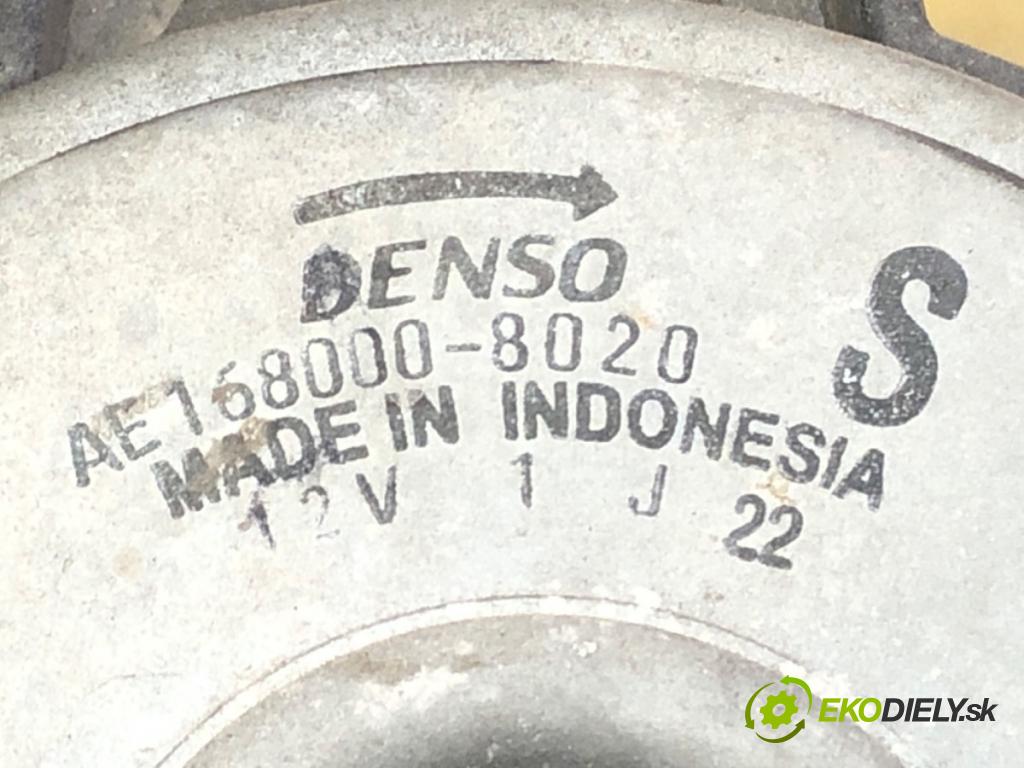 DENSO
S
AE168000-8020
MADE IN INDONESIA
12V 1 J 22
EKODIELY.sk